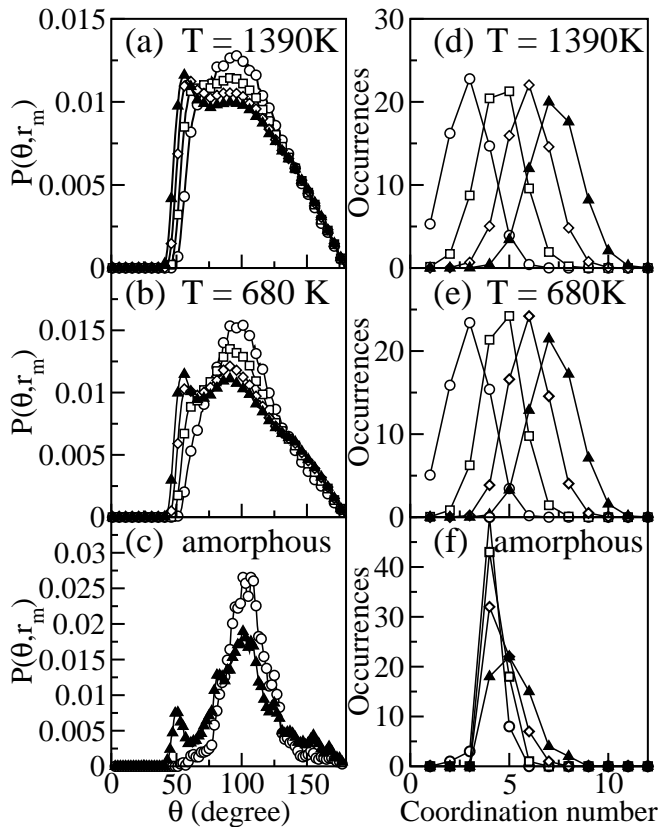 (a) T = 1390K
0.015
0.01
0.005
0
P(θ,r_m)
(b) T = 680 K
0.015
0.01
0.005
0
P(θ,r_m)
(c) amorphous
0.03
0.025
0.02
0.015
0.01
0.005
0
P(θ,r_m)
0 50 100 150
θ (degree)
(d) T = 1390K
30
20
10
0
Occurrences
(e) T = 680K
20
10
0
Occurrences
(f) amorphous
40
30
20
10
0
Occurrences
0 5 10
Coordination number